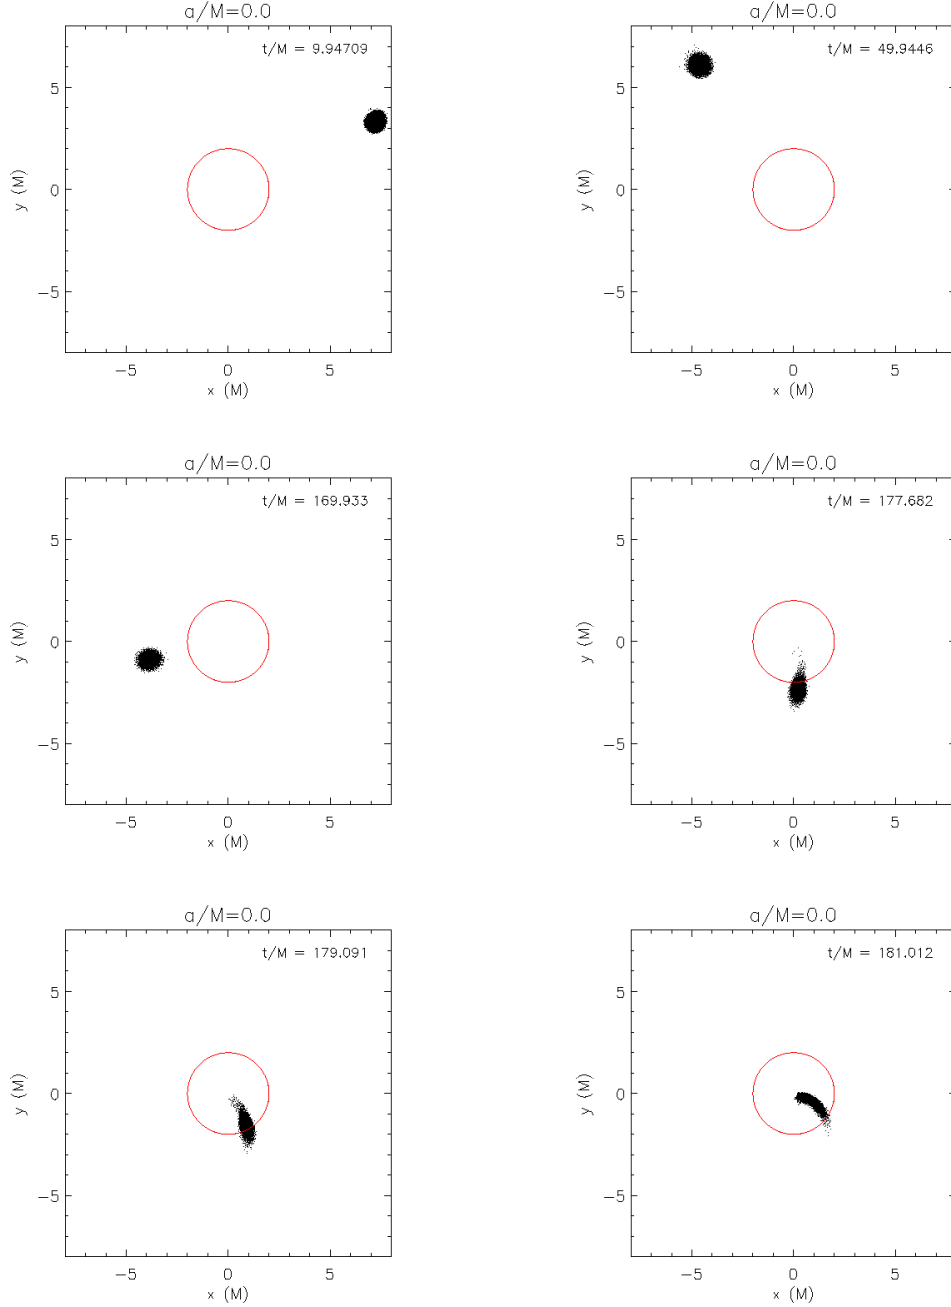 a/M=0.0
t/M = 9.94709
5
0
−5
y (M)
−5 0 5
x (M)
a/M=0.0
t/M = 49.9446
5
0
−5
y (M)
−5 0 5
x (M)
a/M=0.0
t/M = 169.933
5
0
−5
y (M)
−5 0 5
x (M)
a/M=0.0
t/M = 177.682
5
0
−5
y (M)
−5 0 5
x (M)
a/M=0.0
t/M = 179.091
5
0
−5
y (M)
−5 0 5
x (M)
a/M=0.0
t/M = 181.012
5
0
−5
y (M)
−5 0 5
x (M)